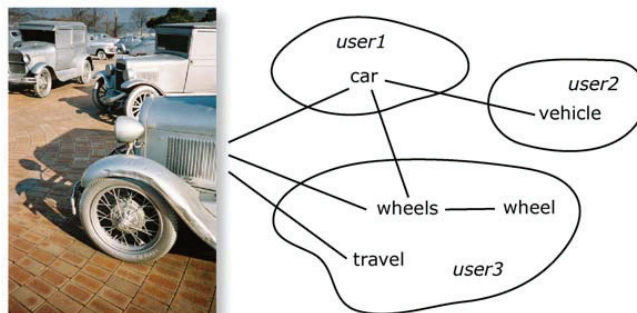 user1
car
user2
vehicle
wheels
wheel
travel
user3